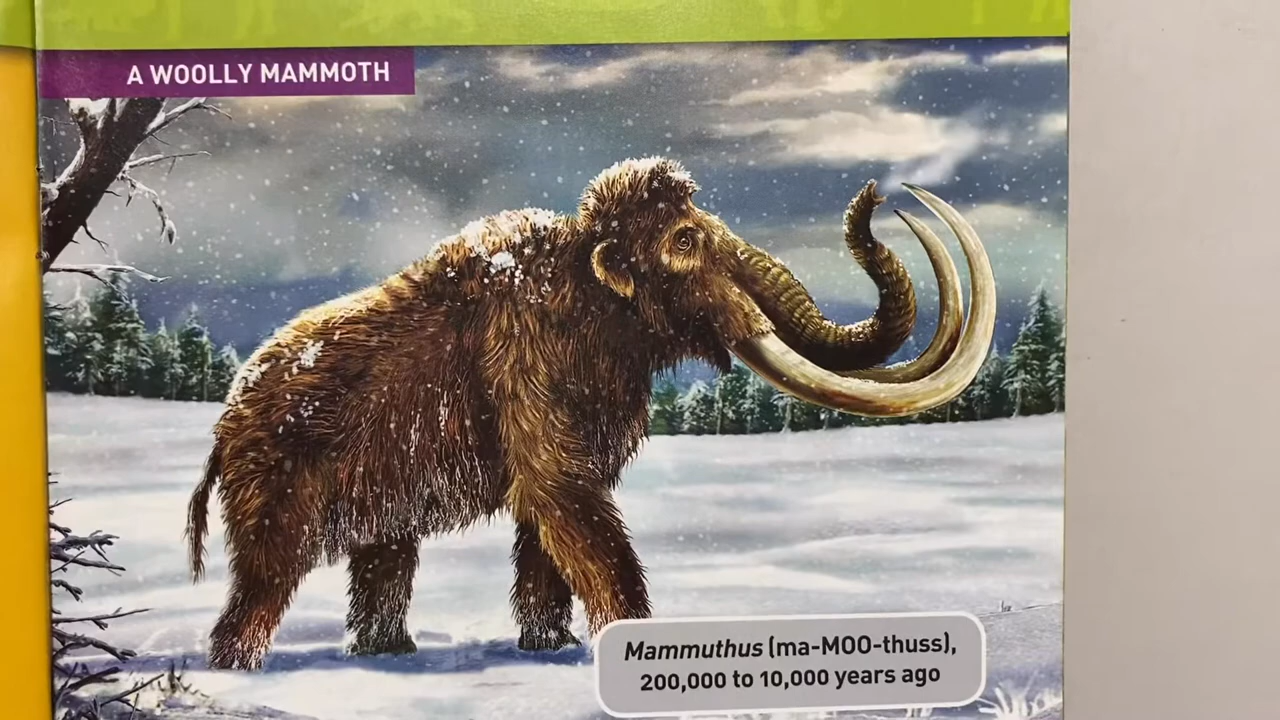 A WOOLLY MAMMOTH
Mammuthus (ma-MOO-thuss),
200,000 to 10,000 years ago